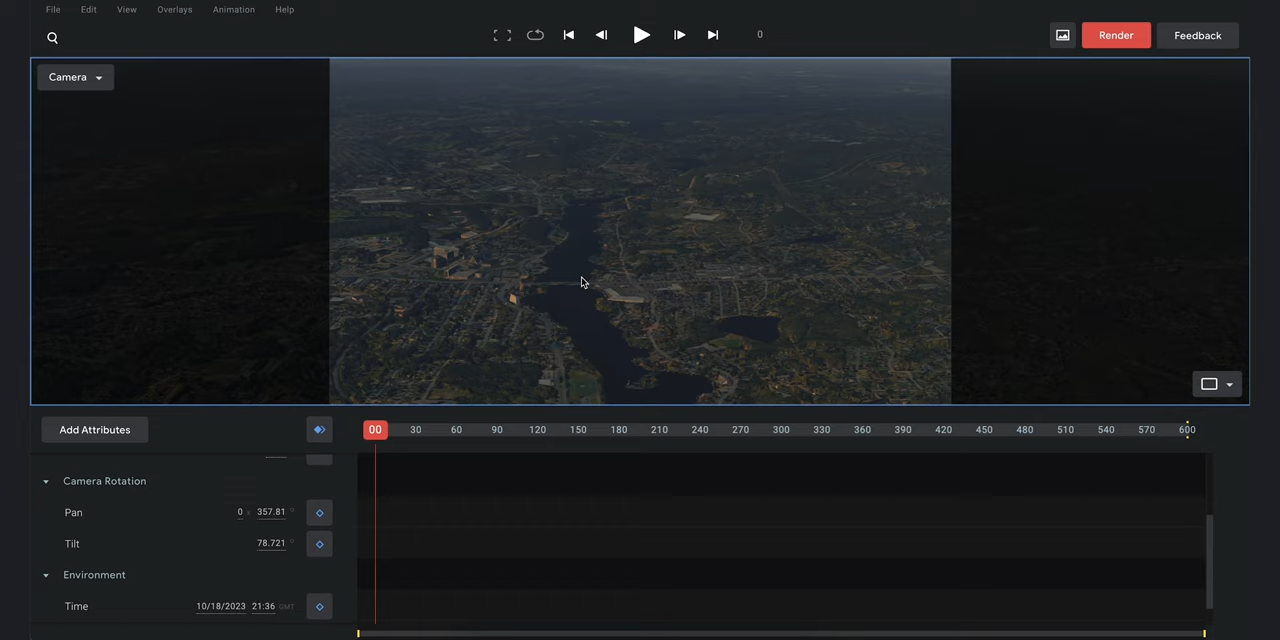 File Edit View Overlays Animation Help
0 Render Feedback
Camera
Add Attributes 00 30 60 90 120 150 180 210 240 270 300 330 360 390 420 450 480 510 540 570 600
Camera Rotation
Pan 0 x 357.81 °
Tilt 78.721 °
Environment
Time 10/18/2023 21:36 GMT